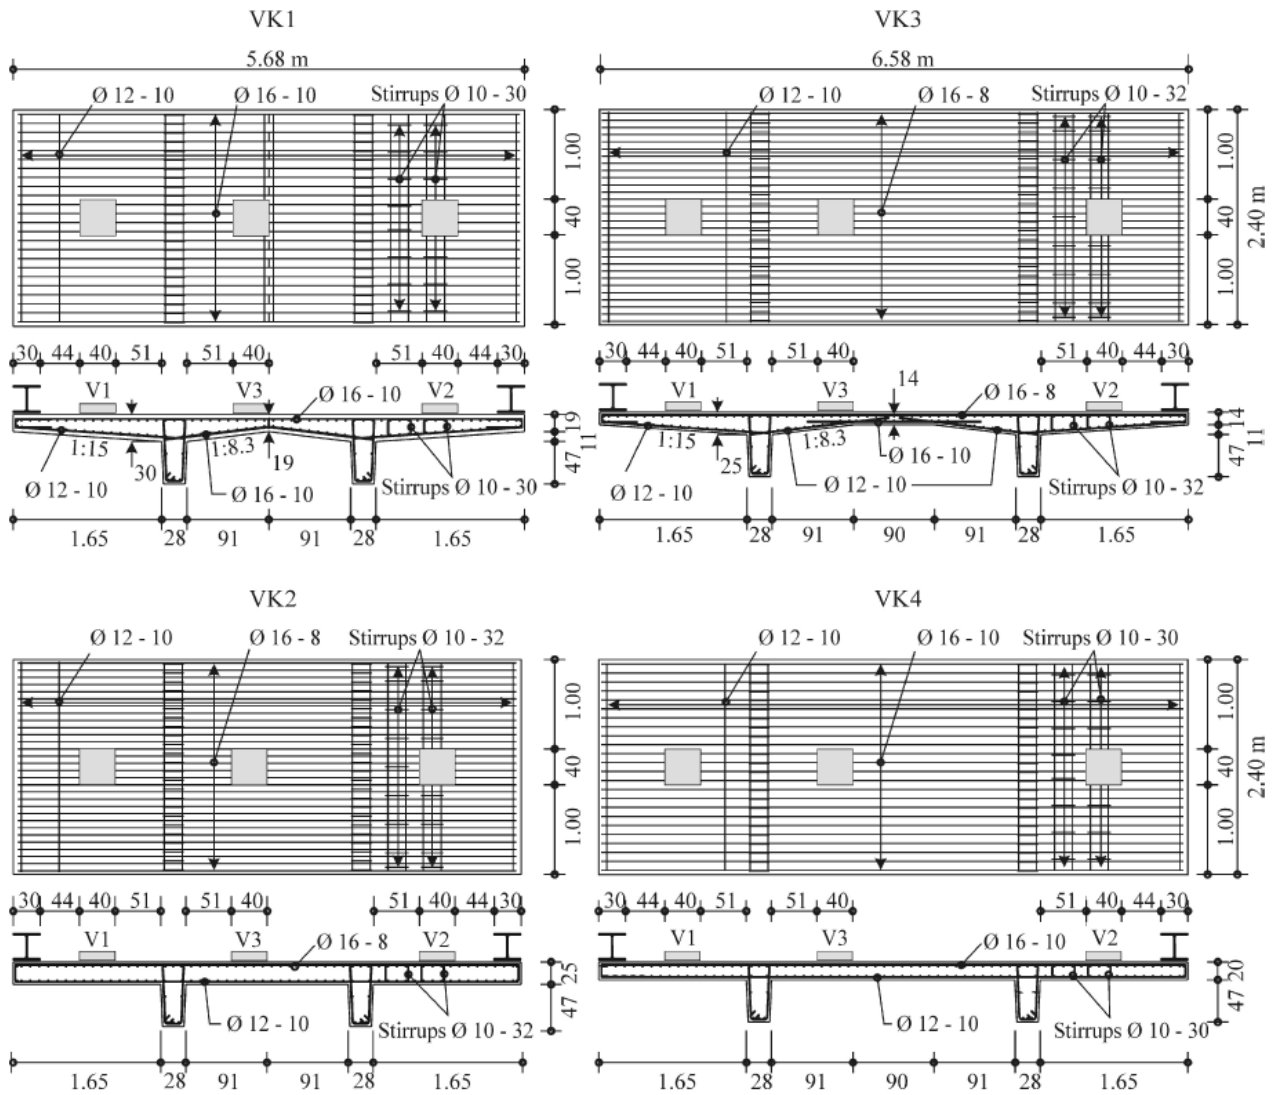 VK1
5.68 m
Ø 12 - 10
Ø 16 - 10
Stirrups Ø 10 - 30
1.00
40
1.00
30 44 40 51 51 40 51 40 44 30
V1 V3 V2
Ø 16 - 10
1:15
30
1:8.3
19
19
11
47
Ø 12 - 10
Ø 16 - 10
Stirrups Ø 10 - 30
1.65 28 91 91 28 1.65
VK3
6.58 m
Ø 12 - 10
Ø 16 - 8
Stirrups Ø 10 - 32
1.00
40
1.00
2.40 m
30 44 40 51 51 40 51 40 44 30
14
V1 V3 V2
Ø 16 - 8
1:15
25
1:8.3
Ø 16 - 10
14
11
47
Ø 12 - 10
Ø 12 - 10
Stirrups Ø 10 - 32
1.65 28 91 90 91 28 1.65
VK2
Ø 12 - 10
Ø 16 - 8
Stirrups Ø 10 - 32
1.00
40
1.00
30 44 40 51 51 40 51 40 44 30
V1 V3 V2
Ø 16 - 8
25
47
Ø 12 - 10
Stirrups Ø 10 - 32
1.65 28 91 91 28 1.65
VK4
Ø 12 - 10
Ø 16 - 10
Stirrups Ø 10 - 30
1.00
40
1.00
2.40 m
30 44 40 51 51 40 51 40 44 30
V1 V3 V2
Ø 16 - 10
20
47
Ø 12 - 10
Stirrups Ø 10 - 30
1.65 28 91 90 91 28 1.65